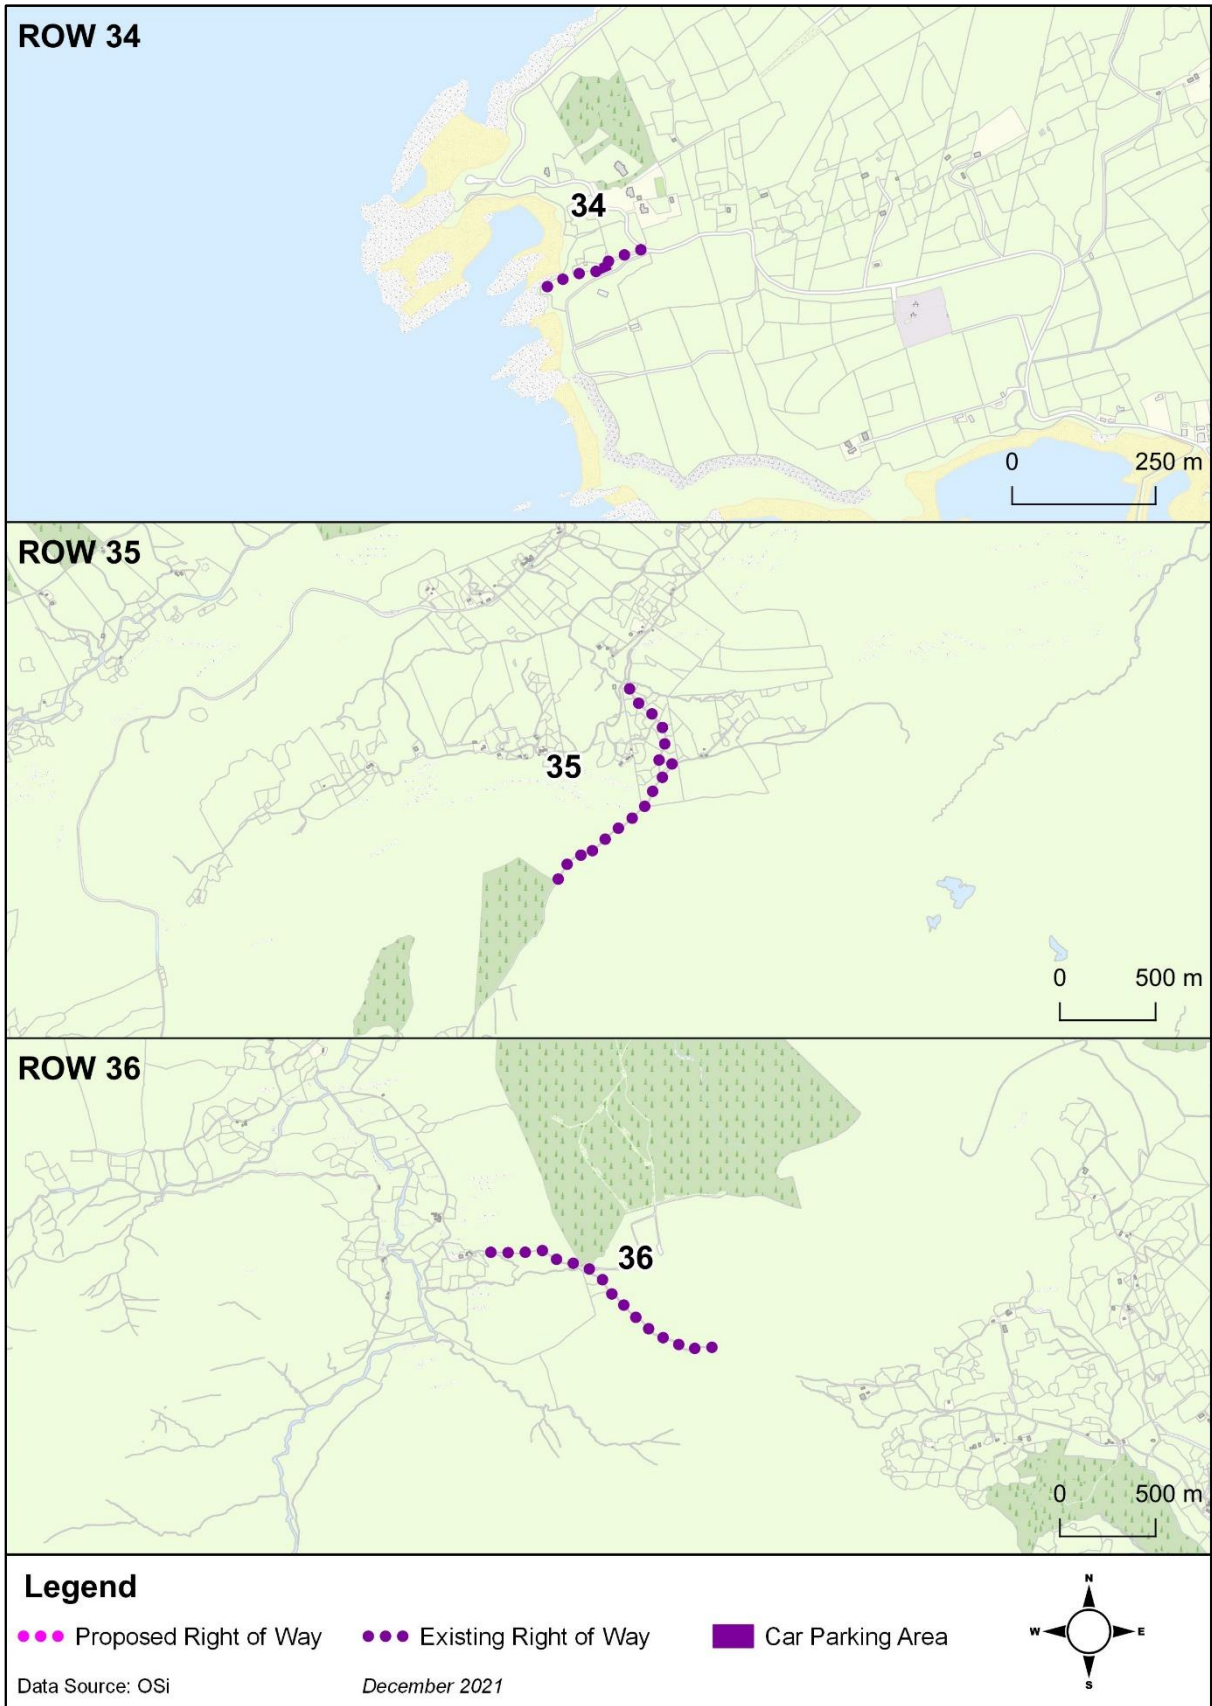 ROW 34
34
0 250 m
ROW 35
35
0 500 m
ROW 36
36
0 500 m
Legend
Proposed Right of Way Existing Right of Way Car Parking Area
Data Source: OSi December 2021
N
W E
S